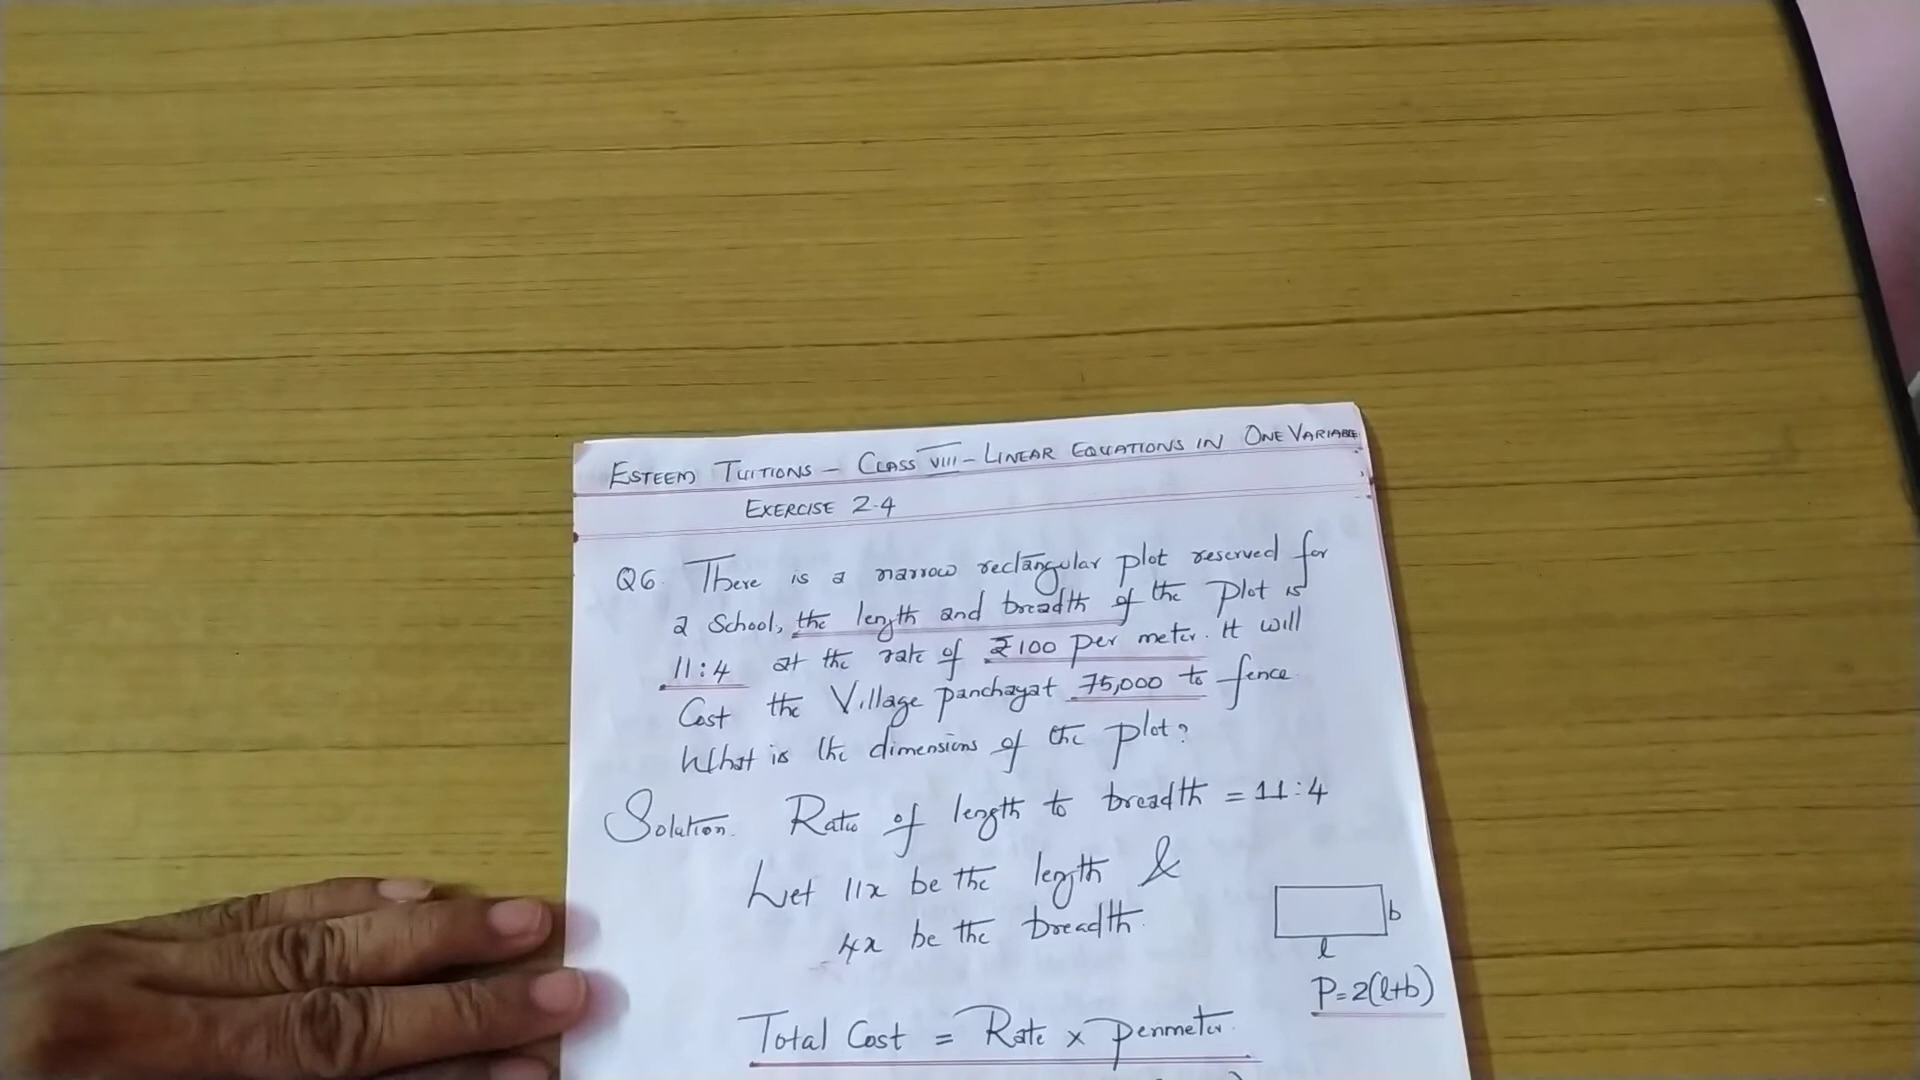 ESTEEM TUITIONS - CLASS VIII - LINEAR EQUATIONS IN ONE VARIABLE
EXERCISE 2.4
Q6. There is a narrow rectangular plot reserved for
a School, the length and breadth of the Plot is
11:4 at the rate of ₹100 per meter. It will
Cost the Village panchayat 75,000 to fence.
What is the dimensions of the plot?
Solution. Ratio of length to breadth = 11:4
Let 11x be the length &
4x be the breadth.
b
l
P=2(l+b)
Total Cost = Rate x perimeter.